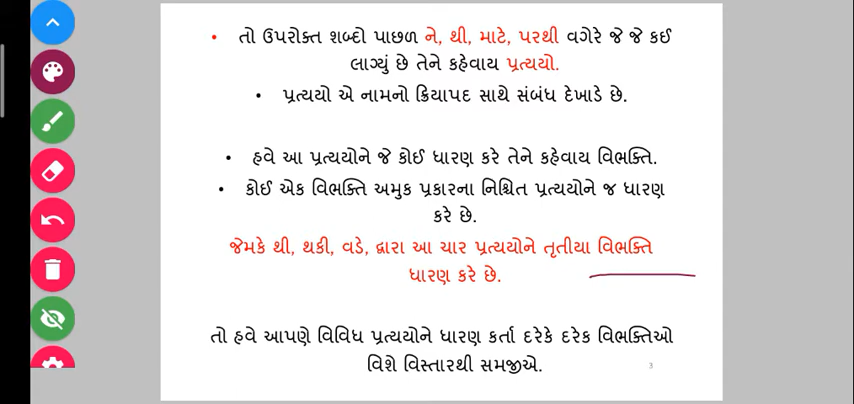 • તો ઉપરોક્ત શબ્દો પાછળ ને, થી, માટે, પરથી વગેરે જે જે કઈ
લાગ્યું છે તેને કહેવાય પ્રત્યયો.
• પ્રત્યયો એ નામનો ક્રિયાપદ સાથે સંબંધ દેખાડે છે.
• હવે આ પ્રત્યયોને જે કોઈ ધારણ કરે તેને કહેવાય વિભક્તિ.
• કોઈ એક વિભક્તિ અમુક પ્રકારના નિશ્ચિત પ્રત્યયોને જ ધારણ
કરે છે.
જેમકે થી, થકી, વડે, દ્વારા આ ચાર પ્રત્યયોને તૃતીયા વિભક્તિ
ધારણ કરે છે.
તો હવે આપણે વિવિધ પ્રત્યયોને ધારણ કર્તા દરેકે દરેક વિભક્તિઓ
વિશે વિસ્તારથી સમજીએ.
3